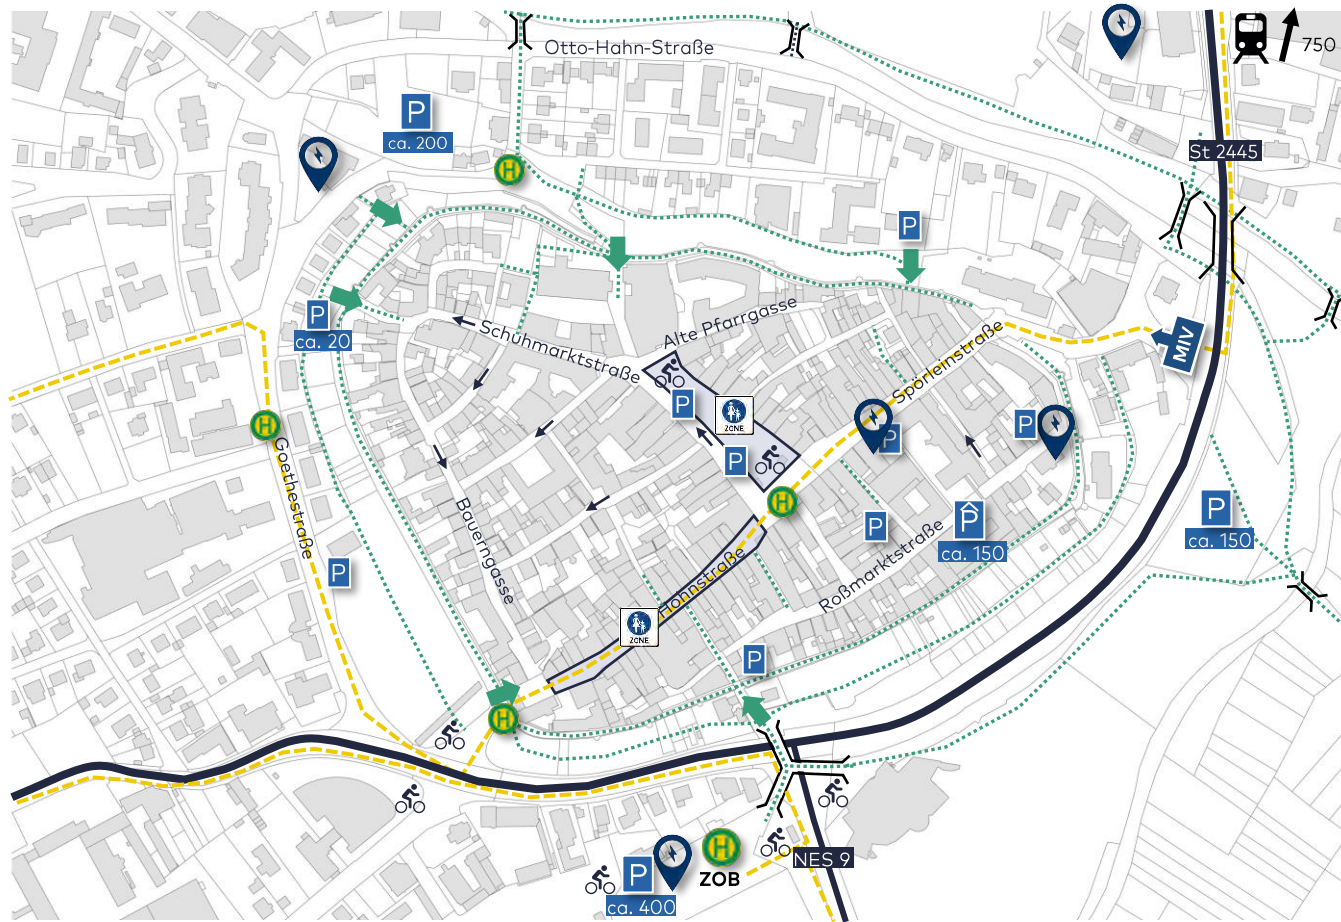 Otto-Hahn-Straße
750
P
ca. 200
St 2445
H
P
P
ca. 20
Alte Pfarrgasse
Schuhmarktstraße
Spörleinstraße
MIV
P
ZONE
H
P
P
P
Goethestraße
Bauerngasse
H
P
P
ca. 150
P
ca. 150
P
Roßmarktstraße
Hohnstraße
P
ZONE
P
H
H
ZOB
NES 9
P
ca. 400